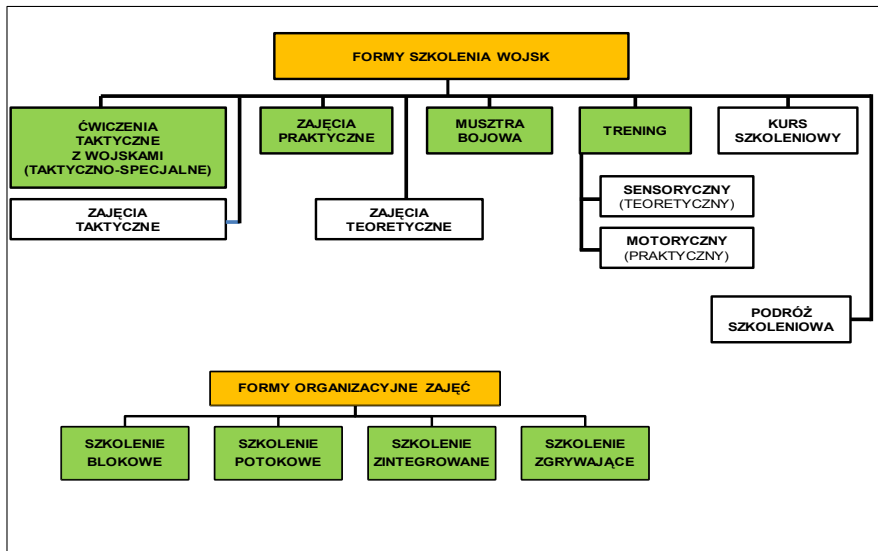 FORMY SZKOLENIA WOJSK
ĆWICZENIA
TAKTYCZNE
Z WOJSKAMI
(TAKTYCZNO-SPECJALNE)
ZAJĘCIA
PRAKTYCZNE
MUSZTRA
BOJOWA
TRENING
KURS
SZKOLENIOWY
ZAJĘCIA
TAKTYCZNE
ZAJĘCIA
TEORETYCZNE
SENSORYCZNY
(TEORETYCZNY)
MOTORYCZNY
(PRAKTYCZNY)
PODRÓŻ
SZKOLENIOWA
FORMY ORGANIZACYJNE ZAJĘĆ
SZKOLENIE
BLOKOWE
SZKOLENIE
POTOKOWE
SZKOLENIE
ZINTEGROWANE
SZKOLENIE
ZGRYWAJĄCE